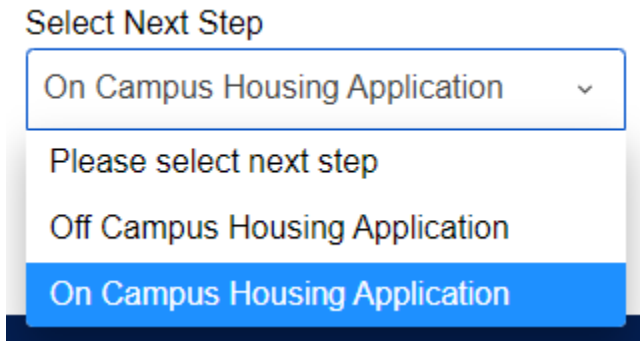 Select Next Step
On Campus Housing Application
Please select next step
Off Campus Housing Application
On Campus Housing Application